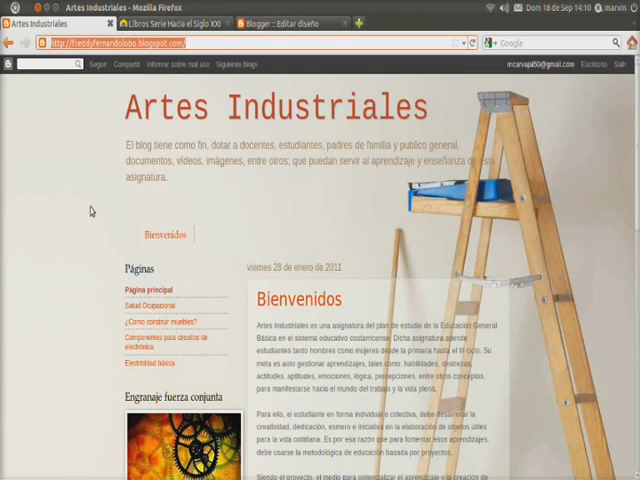 Artes Industriales - Mozilla Firefox
Dom 18 de Sep 14:10 marvin
Artes Industriales
Libros Serie Hacia el Siglo XXI
Blogger :: Editar diseño
http://freddyfernandolobo.blogspot.com/
Google
Seguir Compartir Informar sobre mal uso Siguiente blog»
mcarvajal50@gmail.com Escritorio Salir
Artes Industriales
El blog tiene como fin, dotar a docentes, estudiantes, padres de familia y publico general,
documentos, vídeos, imágenes, entre otros; que puedan servir al aprendizaje y enseñanza de esta
asignatura.
Bienvenidos
Páginas
Página principal
Salud Ocupacional
¿Como construir muebles?
Componentes para circuitos de
electrónica
Electricidad básica
Engranaje fuerza conjunta
viernes 28 de enero de 2011
Bienvenidos
Artes Industriales es una asignatura del plan de estudio de la Educación General
Básica en el sistema educativo costarricense. Dicha asignatura atiende
estudiantes tanto hombres como mujeres desde la primaria hasta el III ciclo. Su
meta es auto gestionar aprendizajes, tales como: habilidades, destrezas,
actitudes, aptitudes, emociones, lógica, percepciones, entre otros conceptos,
para manifestarse hacia el mundo del trabajo y la vida plena.
Para ello, el estudiante en forma individual o colectiva, debe desarrollar la
creatividad, dedicación, esmero e iniciativa en la elaboración de objetos útiles
para la vida cotidiana. Es por esa razón que para fomentar esos aprendizajes,
debe usarse la metodológica de educación basada por proyectos.
Siendo el proyecto, el medio para potencializar el aprendizaje y la creación de